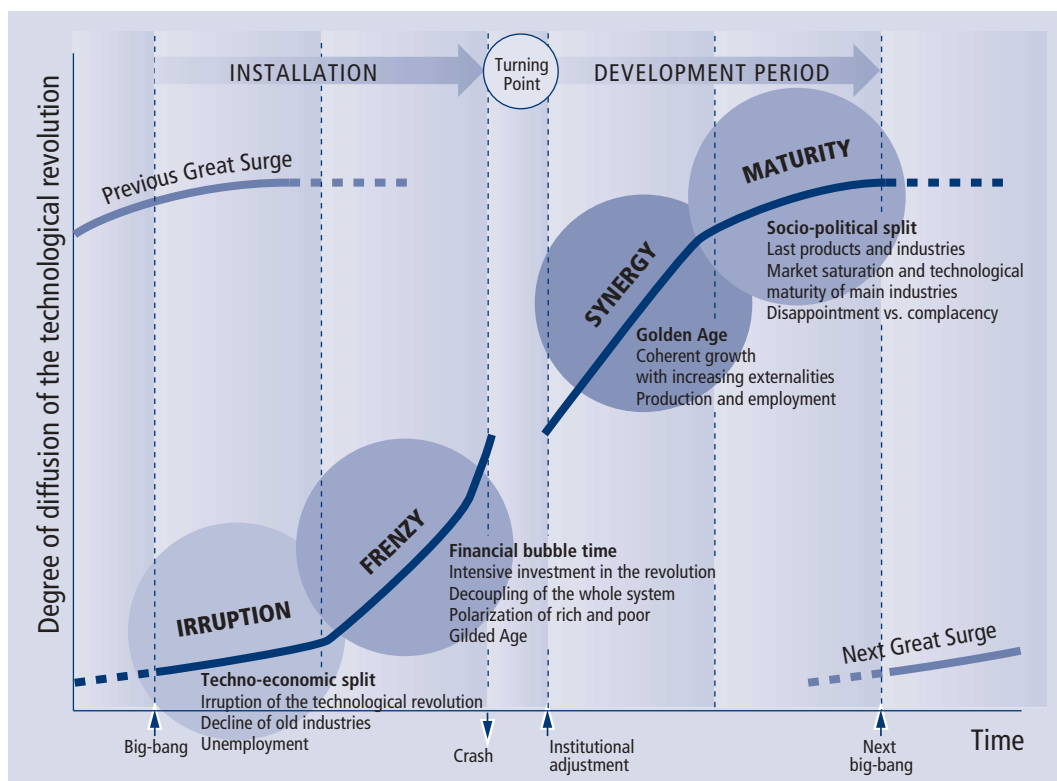 INSTALLATION
Turning
Point
DEVELOPMENT PERIOD
Degree of diffusion of the technological revolution
Previous Great Surge
MATURITY
Socio-political split
Last products and industries
Market saturation and technological
maturity of main industries
Disappointment vs. complacency
SYNERGY
Golden Age
Coherent growth
with increasing externalities
Production and employment
FRENZY
Financial bubble time
Intensive investment in the revolution
Decoupling of the whole system
Polarization of rich and poor
Gilded Age
IRRUPTION
Techno-economic split
Irruption of the technological revolution
Decline of old industries
Unemployment
Next Great Surge
Big-bang
Crash
Institutional
adjustment
Next
big-bang
Time